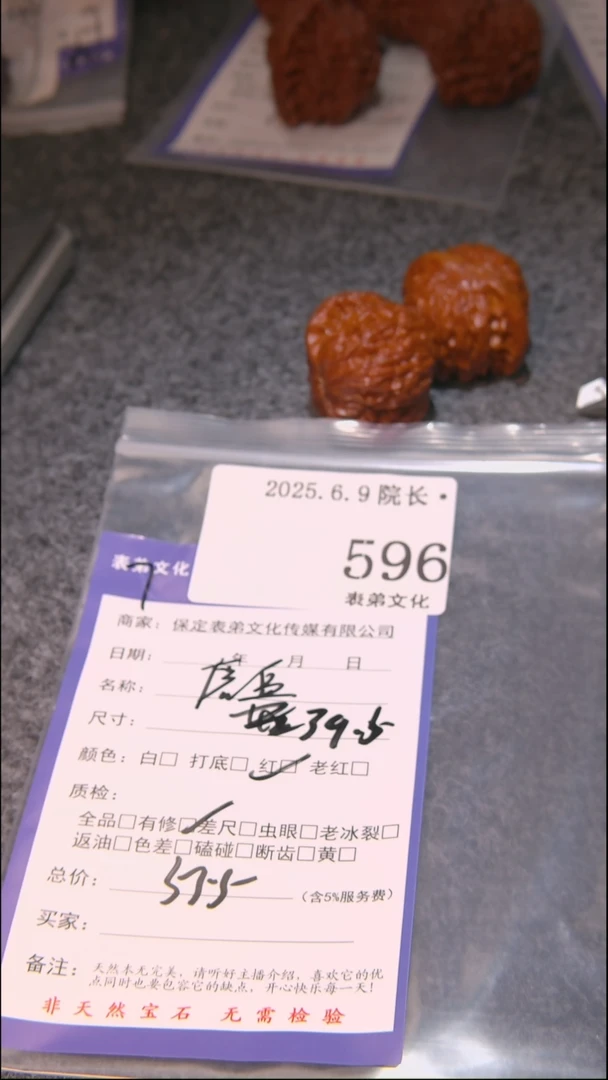 2025.6.9院长·
596
表弟文化
表弟文化
7
商家：保定表弟文化传媒有限公司
日期：年 月 日
名称：
尺寸：39.5
颜色：白□ 打底□ 红□ 老红□
质检：
全品□有修□差尺□虫眼□老冰裂□
返油□色差□磕碰□断齿□黄□
总价：575（含5%服务费）
买家：
备注：天然本无完美，请听好主播介绍，喜欢它的优
点同时也要包容它的缺点，开心快乐每一天！
非天然宝石 无需检验